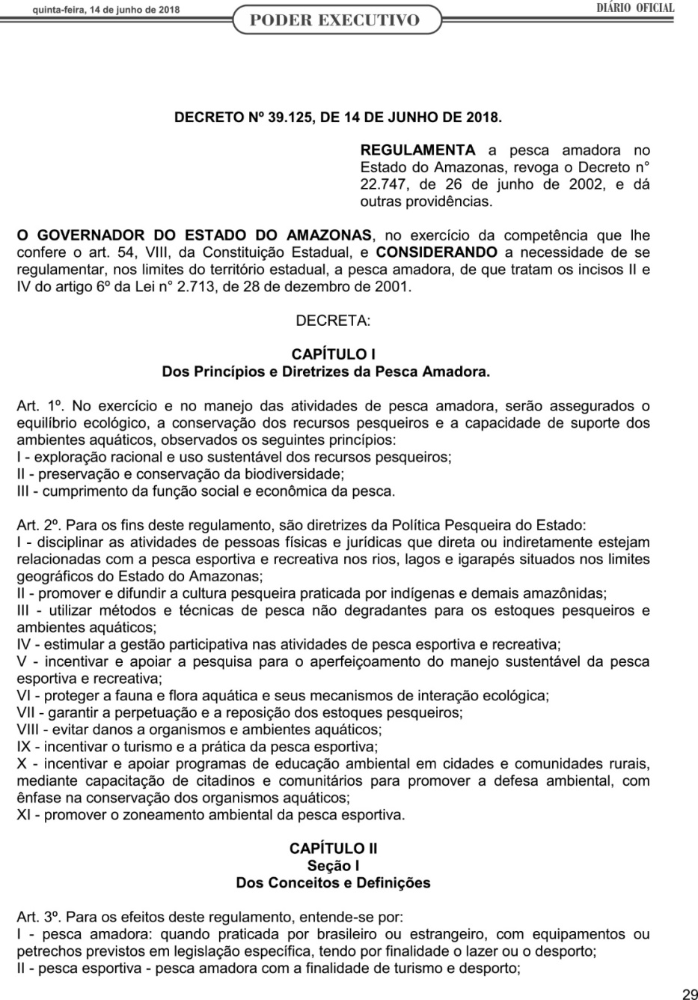 quinta-feira, 14 de junho de 2018
PODER EXECUTIVO
DIÁRIO OFICIAL
DECRETO Nº 39.125, DE 14 DE JUNHO DE 2018.
REGULAMENTA a pesca amadora no
Estado do Amazonas, revoga o Decreto n°
22.747, de 26 de junho de 2002, e dá
outras providências.
O GOVERNADOR DO ESTADO DO AMAZONAS, no exercício da competência que lhe
confere o art. 54, VIII, da Constituição Estadual, e CONSIDERANDO a necessidade de se
regulamentar, nos limites do território estadual, a pesca amadora, de que tratam os incisos II e
IV do artigo 6º da Lei n° 2.713, de 28 de dezembro de 2001.
DECRETA:
CAPÍTULO I
Dos Princípios e Diretrizes da Pesca Amadora.
Art. 1º. No exercício e no manejo das atividades de pesca amadora, serão assegurados o
equilíbrio ecológico, a conservação dos recursos pesqueiros e a capacidade de suporte dos
ambientes aquáticos, observados os seguintes princípios:
I - exploração racional e uso sustentável dos recursos pesqueiros;
II - preservação e conservação da biodiversidade;
III - cumprimento da função social e econômica da pesca.
Art. 2º. Para os fins deste regulamento, são diretrizes da Política Pesqueira do Estado:
I - disciplinar as atividades de pessoas físicas e jurídicas que direta ou indiretamente estejam
relacionadas com a pesca esportiva e recreativa nos rios, lagos e igarapés situados nos limites
geográficos do Estado do Amazonas;
II - promover e difundir a cultura pesqueira praticada por indígenas e demais amazônidas;
III - utilizar métodos e técnicas de pesca não degradantes para os estoques pesqueiros e
ambientes aquáticos;
IV - estimular a gestão participativa nas atividades de pesca esportiva e recreativa;
V - incentivar e apoiar a pesquisa para o aperfeiçoamento do manejo sustentável da pesca
esportiva e recreativa;
VI - proteger a fauna e flora aquática e seus mecanismos de interação ecológica;
VII - garantir a perpetuação e a reposição dos estoques pesqueiros;
VIII - evitar danos a organismos e ambientes aquáticos;
IX - incentivar o turismo e a prática da pesca esportiva;
X - incentivar e apoiar programas de educação ambiental em cidades e comunidades rurais,
mediante capacitação de citadinos e comunitários para promover a defesa ambiental, com
ênfase na conservação dos organismos aquáticos;
XI - promover o zoneamento ambiental da pesca esportiva.
CAPÍTULO II
Seção I
Dos Conceitos e Definições
Art. 3º. Para os efeitos deste regulamento, entende-se por:
I - pesca amadora: quando praticada por brasileiro ou estrangeiro, com equipamentos ou
petrechos previstos em legislação específica, tendo por finalidade o lazer ou o desporto;
II - pesca esportiva - pesca amadora com a finalidade de turismo e desporto;
29